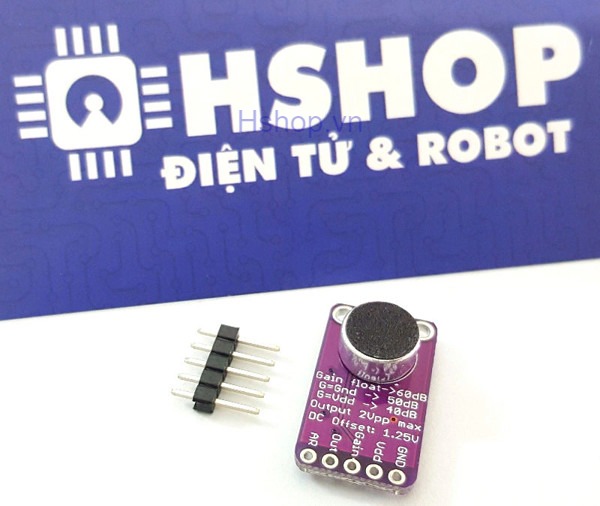 HSHOP
Hshop.vn
ĐIỆN TỬ & ROBOT
Gain float->60dB
G=Gnd -> 50dB
G=Vdd -> 40dB
Output 2Vpp max
DC Offset: 1.25V
AR Out Gain Vdd GND